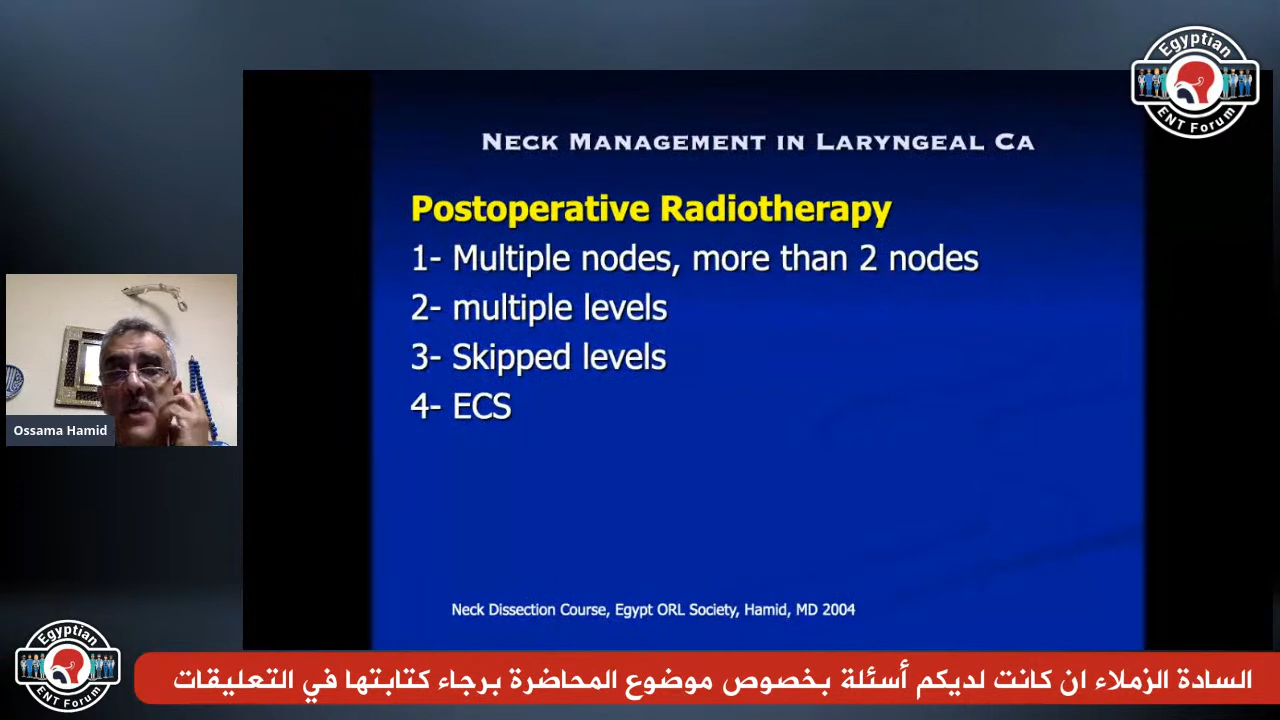 Egyptian
ENT Forum
NECK MANAGEMENT IN LARYNGEAL CA
Postoperative Radiotherapy
1- Multiple nodes, more than 2 nodes
2- multiple levels
3- Skipped levels
4- ECS
Ossama Hamid
Neck Dissection Course, Egypt ORL Society, Hamid, MD 2004
Egyptian
ENT Forum
السادة الزملاء ان كانت لديكم أسئلة بخصوص موضوع المحاضرة برجاء كتابتها في التعليقات